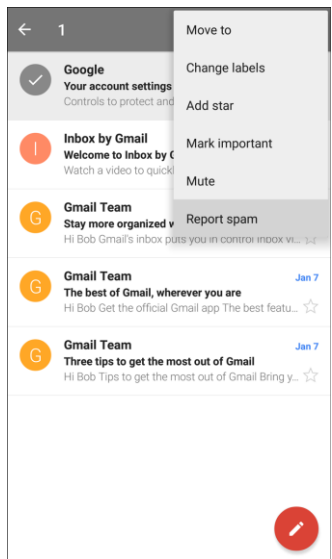 1
Move to
Change labels
Add star
Mark important
Mute
Report spam
Google
Your account settings
Controls to protect and
I
Inbox by Gmail
Welcome to Inbox by
Watch a video to
G
Gmail Team
Stay more organized
Hi Bob Gmail's inbox puts you in control Inbox vi...
G
Gmail Team
Jan 7
The best of Gmail, wherever you are
Hi Bob Get the official Gmail app The best featu...
G
Gmail Team
Jan 7
Three tips to get the most out of Gmail
Hi Bob Tips to get the most out of Gmail Bring y...